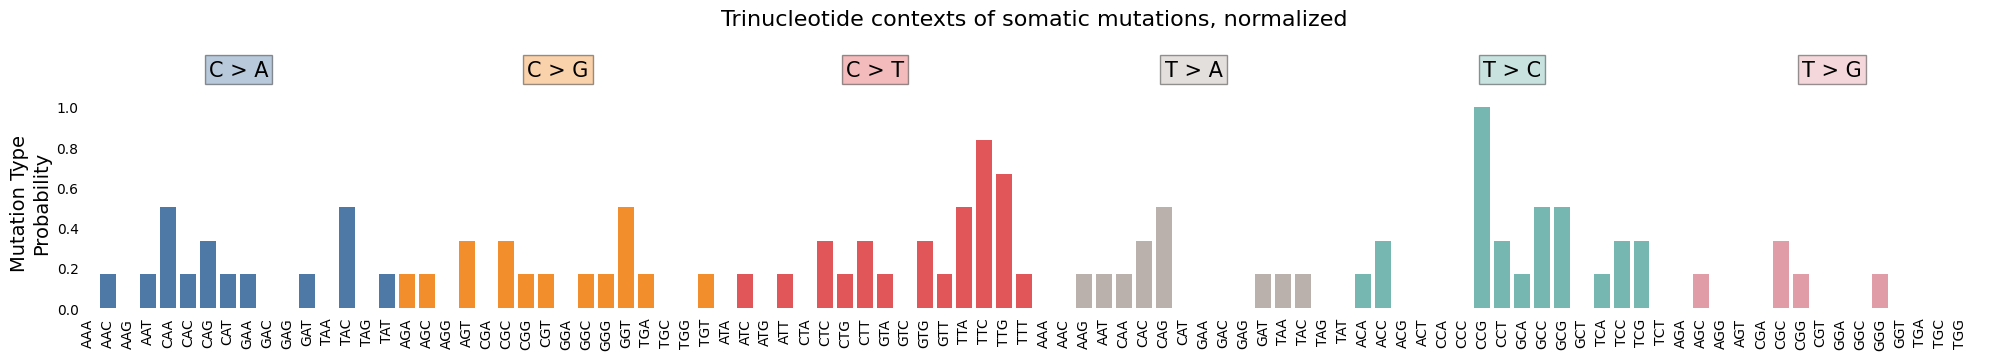 Trinucleotide contexts of somatic mutations, normalized
C > A
C > G
C > T
T > A
T > C
T > G
Mutation Type
Probability
1.0
0.8
0.6
0.4
0.2
0.0
AAA
AAC
AAG
AAT
CAA
CAC
CAG
CAT
GAA
GAC
GAG
GAT
TAA
TAC
TAG
TAT
AGA
AGC
AGG
AGT
CGA
CGC
CGG
CGT
GGA
GGC
GGG
GGT
TGA
TGC
TGG
TGT
ATA
ATC
ATG
ATT
CTA
CTC
CTG
CTT
GTA
GTC
GTG
GTT
TTA
TTC
TTG
TTT
AAA
AAC
AAG
AAT
CAA
CAC
CAG
CAT
GAA
GAC
GAG
GAT
TAA
TAC
TAG
TAT
ACA
ACC
ACG
ACT
CCA
CCC
CCG
CCT
GCA
GCC
GCG
GCT
TCA
TCC
TCG
TCT
AGA
AGC
AGG
AGT
CGA
CGC
CGG
CGT
GGA
GGC
GGG
GGT
TGA
TGC
TGG